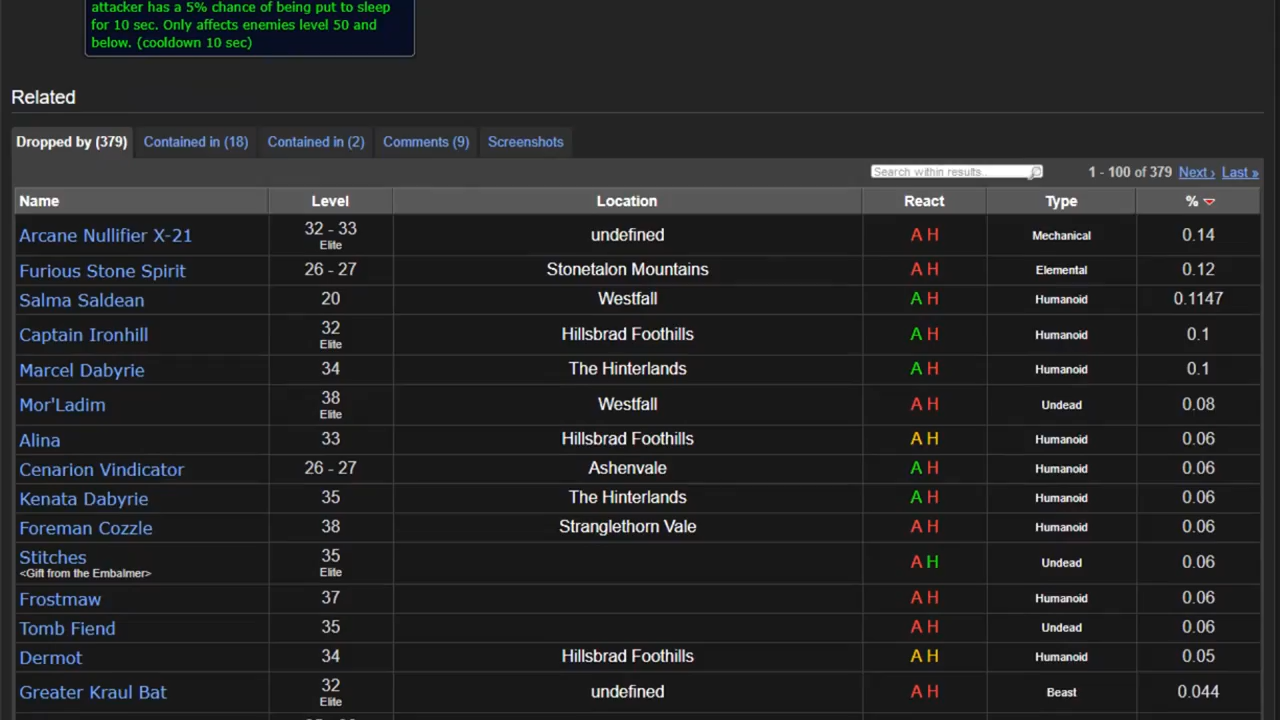 attacker has a 5% chance of being put to sleep
for 10 sec. Only affects enemies level 50 and
below. (cooldown 10 sec)
Related
Dropped by (379) Contained in (18) Contained in (2) Comments (9) Screenshots
Search within results.. 1 - 100 of 379 Next › Last »
Name Level Location React Type %
Arcane Nullifier X-21 32 - 33 Elite undefined A H Mechanical 0.14
Furious Stone Spirit 26 - 27 Stonetalon Mountains A H Elemental 0.12
Salma Saldean 20 Westfall A H Humanoid 0.1147
Captain Ironhill 32 Elite Hillsbrad Foothills A H Humanoid 0.1
Marcel Dabyrie 34 The Hinterlands A H Humanoid 0.1
Mor'Ladim 38 Elite Westfall A H Undead 0.08
Alina 33 Hillsbrad Foothills A H Humanoid 0.06
Cenarion Vindicator 26 - 27 Ashenvale A H Humanoid 0.06
Kenata Dabyrie 35 The Hinterlands A H Humanoid 0.06
Foreman Cozzle 38 Stranglethorn Vale A H Humanoid 0.06
Stitches 35 Elite A H Undead 0.06
<Gift from the Embalmer>
Frostmaw 37 A H Humanoid 0.06
Tomb Fiend 35 A H Undead 0.06
Dermot 34 Hillsbrad Foothills A H Humanoid 0.05
Greater Kraul Bat 32 Elite undefined A H Beast 0.044